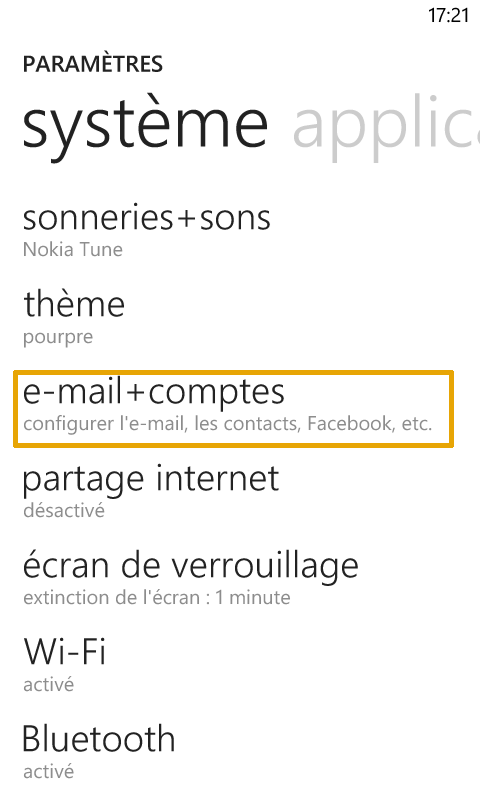 17:21
PARAMÈTRES
système applica
sonneries+sons
Nokia Tune
thème
pourpre
e-mail+comptes
configurer l'e-mail, les contacts, Facebook, etc.
partage internet
désactivé
écran de verrouillage
extinction de l'écran : 1 minute
Wi-Fi
activé
Bluetooth
activé